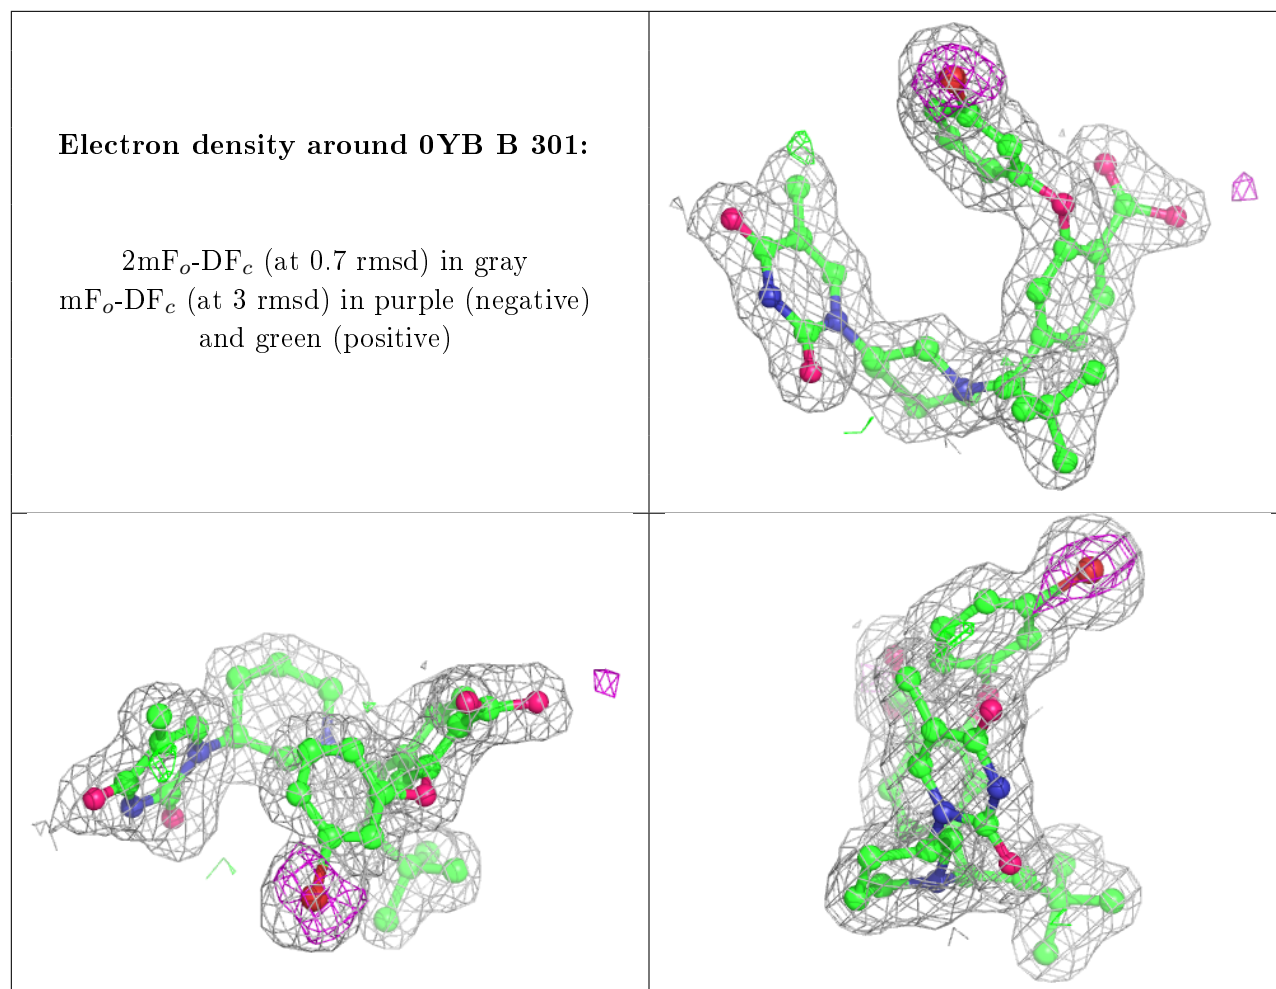 Electron density around 0YB B 301:
2mFo-DFc (at 0.7 rmsd) in gray
mFo-DFc (at 3 rmsd) in purple (negative)
and green (positive)